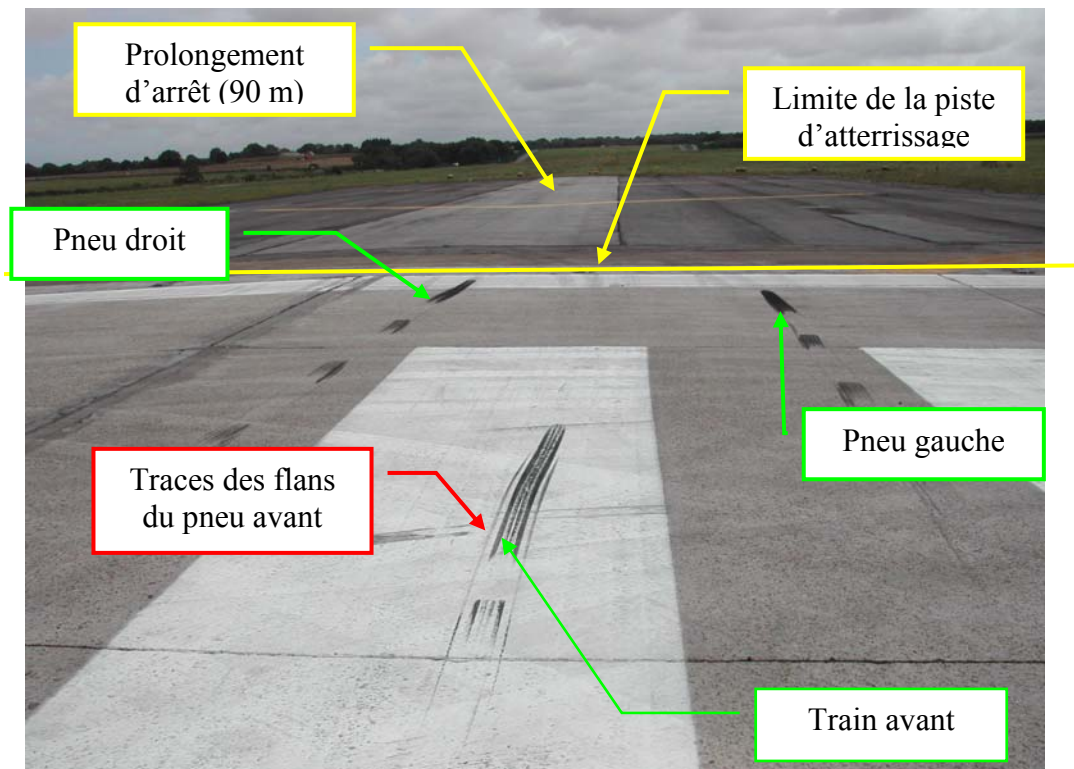 Prolongement
d’arrêt (90 m)
Limite de la piste
d’atterrissage
Pneu droit
Pneu gauche
Traces des flans
du pneu avant
Train avant